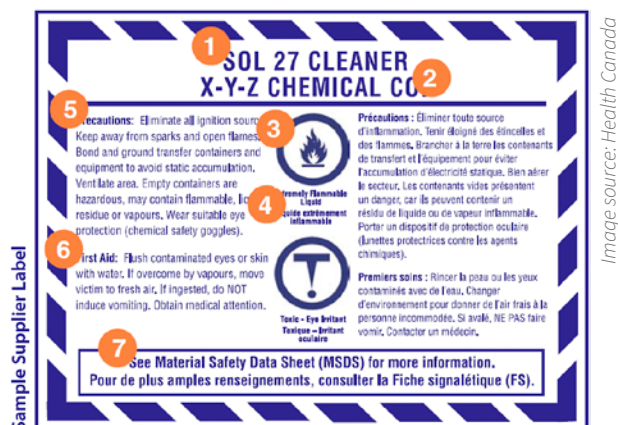 1
SOL 27 CLEANER
X-Y-Z CHEMICAL CO.
2
5
Precautions: Eliminate all ignition
Keep away from sparks and open flames.
Bond and ground transfer containers and
equipment to avoid static accumulation.
Ventilate area. Empty containers are
hazardous, may contain flammable,
residue or vapours. Wear suitable eye
protection (chemical safety goggles).
6
First Aid: Flush contaminated eyes or skin
with water. If overcome by vapours, move
victim to fresh air. If ingested, do NOT
induce vomiting. Obtain medical attention.
3
4
Extremely Flammable
Liquid
Liquide extrêmement
inflammable
Toxic - Eye Irritant
Toxique - Irritant
oculaire
Précautions : Éliminer toute source
d'inflammation. Tenir éloigné des étincelles et
des flammes. Brancher à la terre les contenants
de transfert et l'équipement pour éviter
l'accumulation d'électricité statique. Bien aérer
le secteur. Les contenants vides présentent
un danger, car ils peuvent contenir un
résidu de liquide ou de vapeur inflammable.
Porter un dispositif de protection oculaire
(lunettes protectrices contre les agents
chimiques).
Premiers soins : Rincer la peau ou les yeux
contaminés avec de l'eau. Changer
d'environnement pour donner de l'air frais à la
personne incommodée. Si avalé, NE PAS faire
vomir. Contacter un médecin.
7
See Material Safety Data Sheet (MSDS) for more information.
Pour de plus amples renseignements, consulter la Fiche signalétique (FS).
Sample Supplier Label
Image source: Health Canada